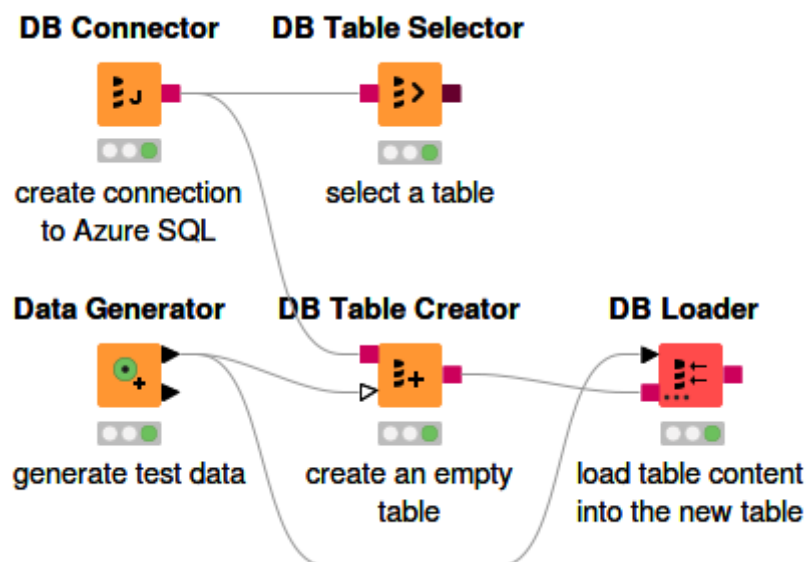 DB Connector
DB Table Selector
create connection
to Azure SQL
select a table
Data Generator
DB Table Creator
DB Loader
generate test data
create an empty
table
load table content
into the new table